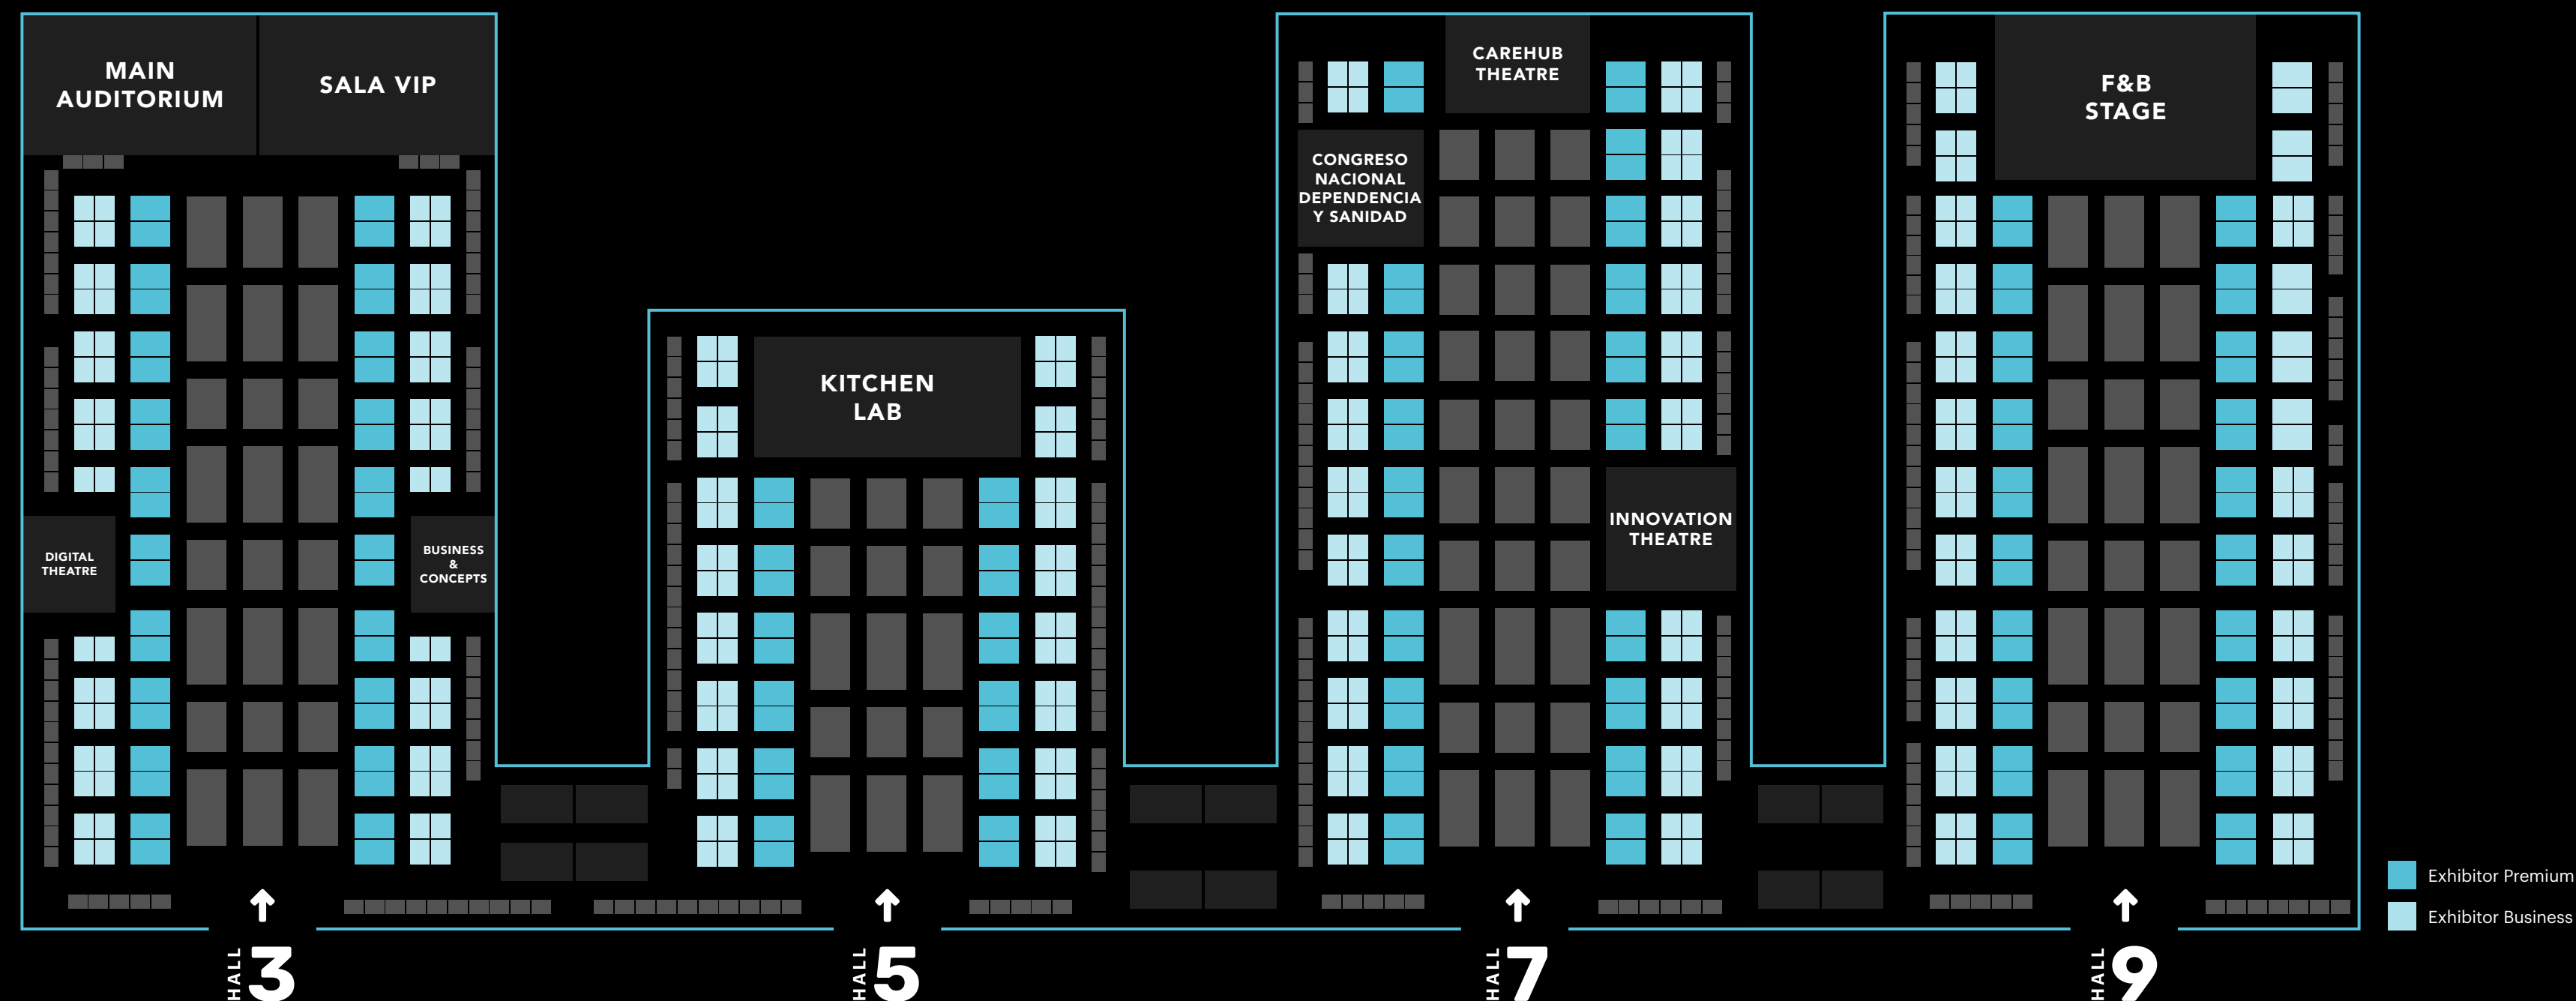 MAIN
AUDITORIUM
SALA VIP
DIGITAL
THEATRE
BUSINESS
&
CONCEPTS
KITCHEN
LAB
CAREHUB
THEATRE
CONGRESO
NACIONAL
DEPENDENCIA
Y SANIDAD
INNOVATION
THEATRE
F&B
STAGE
Exhibitor Premium
Exhibitor Business
HALL 3
HALL 5
HALL 7
HALL 9